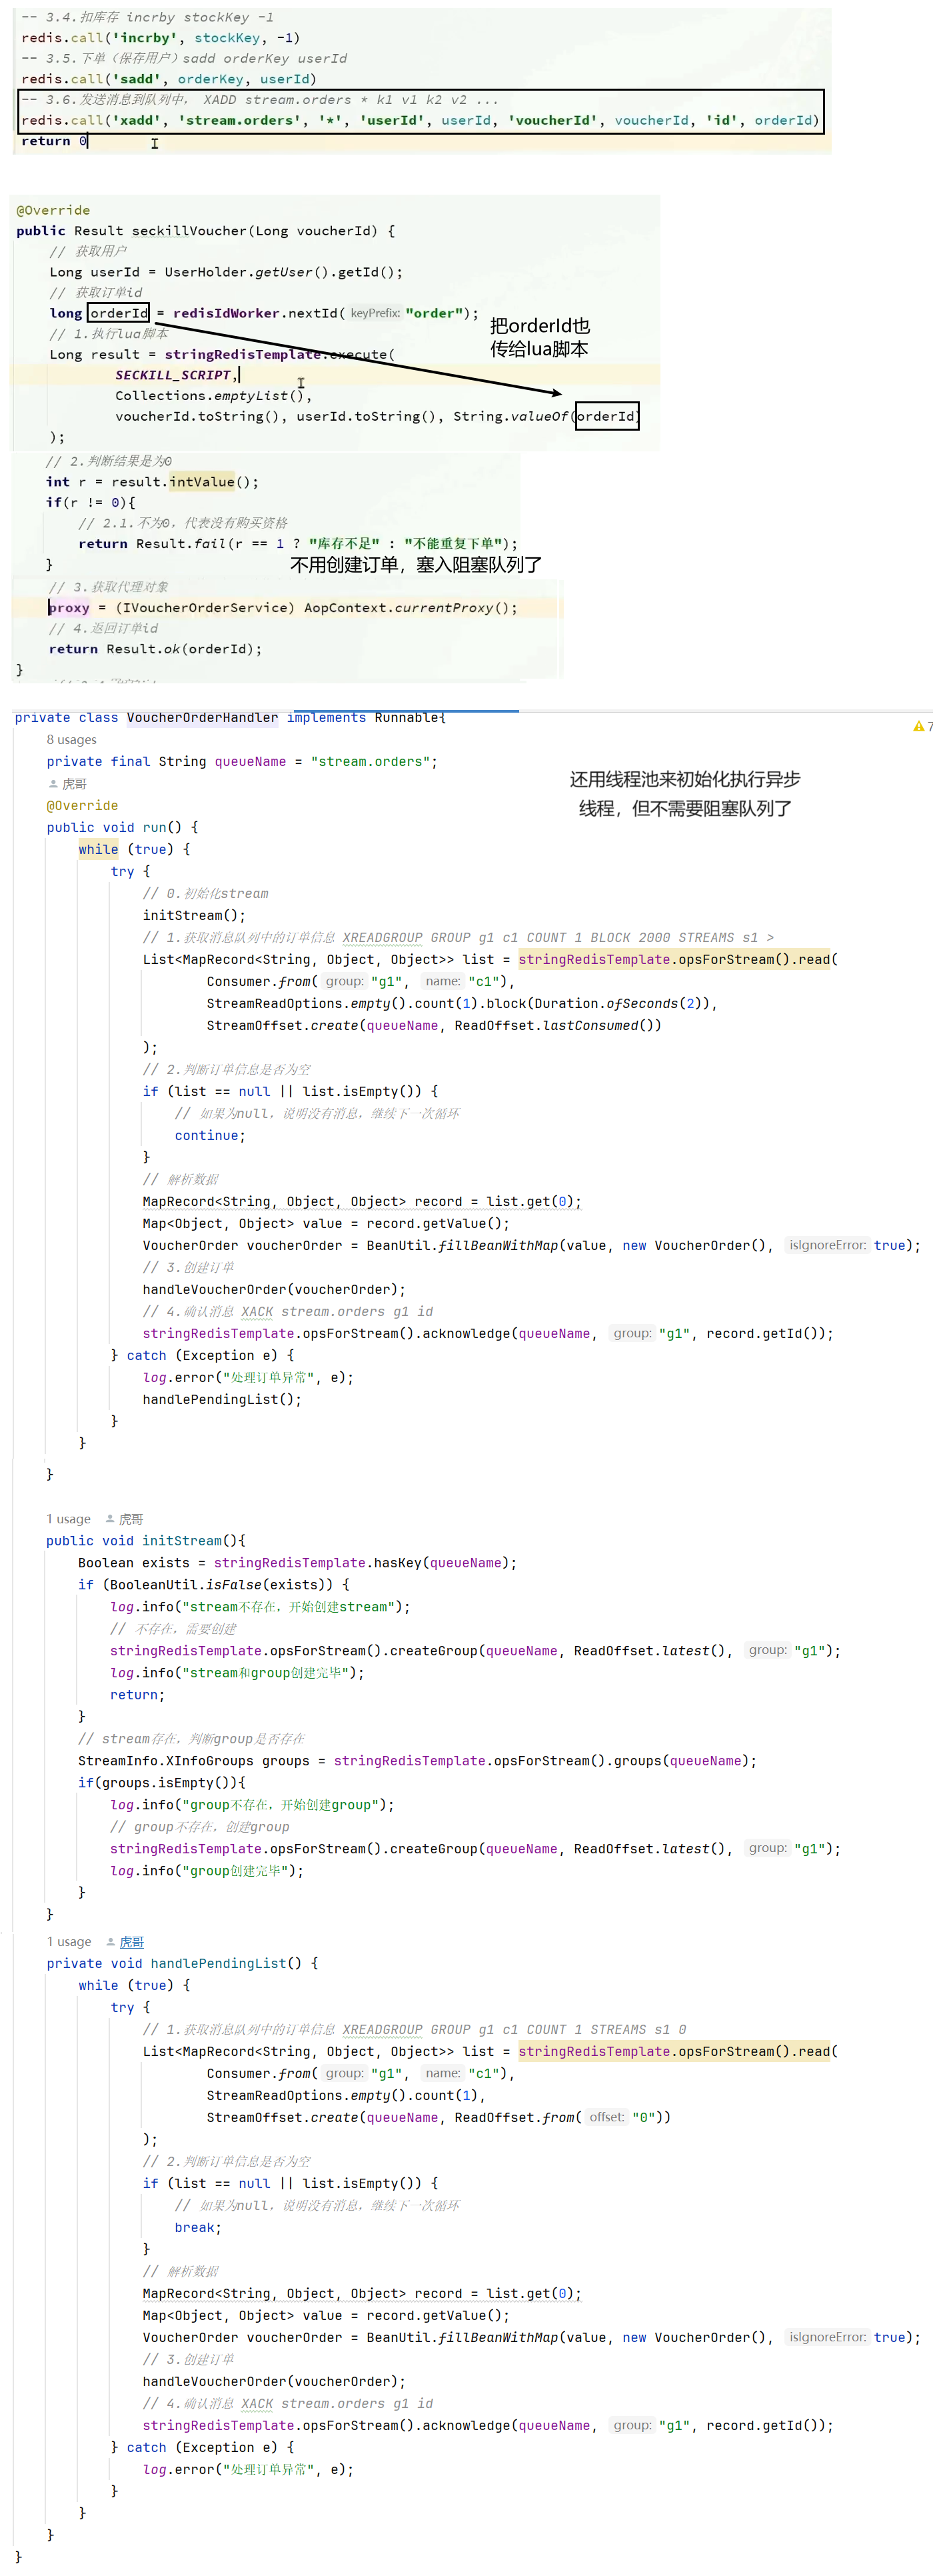 -- 3.4.扣库存 incrby stockKey -1
redis.call('incrby', stockKey, -1)
-- 3.5.下单（保存用户）sadd orderKey userId
redis.call('sadd', orderKey, userId)
-- 3.6.发送消息到队列中， XADD stream.orders * k1 v1 k2 v2 ...
redis.call('xadd', 'stream.orders', '*', 'userId', userId, 'voucherId', voucherId, 'id', orderId)
return 0
@Override
public Result seckillVoucher(Long voucherId) {
// 获取用户
Long userId = UserHolder.getUser().getId();
// 获取订单id
long orderId = redisIdWorker.nextId( keyPrefix: "order");
把orderId也
传给lua脚本
// 1.执行lua脚本
Long result = stringRedisTemplate.execute(
SECKILL_SCRIPT,
Collections.emptyList(),
voucherId.toString(), userId.toString(), String.valueOf(orderId)
);
// 2.判断结果是为0
int r = result.intValue();
if(r != 0){
// 2.1.不为0，代表没有购买资格
return Result.fail(r == 1 ? "库存不足" : "不能重复下单");
}
不用创建订单，塞入阻塞队列了
// 3.获取代理对象
proxy = (IVoucherOrderService) AopContext.currentProxy();
// 4.返回订单id
return Result.ok(orderId);
}
private class VoucherOrderHandler implements Runnable{
7
8 usages
private final String queueName = "stream.orders";
还用线程池来初始化执行异步
线程，但不需要阻塞队列了
虎哥
@Override
public void run() {
while (true) {
try {
// 0.初始化stream
initStream();
// 1.获取消息队列中的订单信息 XREADGROUP GROUP g1 c1 COUNT 1 BLOCK 2000 STREAMS s1 >
List<MapRecord<String, Object, Object>> list = stringRedisTemplate.opsForStream().read(
Consumer.from( group: "g1", name: "c1"),
StreamReadOptions.empty().count(1).block(Duration.ofSeconds(2)),
StreamOffset.create(queueName, ReadOffset.lastConsumed())
);
// 2.判断订单信息是否为空
if (list == null || list.isEmpty()) {
// 如果为null，说明没有消息，继续下一次循环
continue;
}
// 解析数据
MapRecord<String, Object, Object> record = list.get(0);
Map<Object, Object> value = record.getValue();
VoucherOrder voucherOrder = BeanUtil.fillBeanWithMap(value, new VoucherOrder(), isIgnoreError: true);
// 3.创建订单
handleVoucherOrder(voucherOrder);
// 4.确认消息 XACK stream.orders g1 id
stringRedisTemplate.opsForStream().acknowledge(queueName, group: "g1", record.getId());
} catch (Exception e) {
log.error("处理订单异常", e);
handlePendingList();
}
}
}
1 usage 虎哥
public void initStream(){
Boolean exists = stringRedisTemplate.hasKey(queueName);
if (BooleanUtil.isFalse(exists)) {
log.info("stream不存在，开始创建stream");
// 不存在，需要创建
stringRedisTemplate.opsForStream().createGroup(queueName, ReadOffset.latest(), group: "g1");
log.info("stream和group创建完毕");
return;
}
// stream存在，判断group是否存在
StreamInfo.XInfoGroups groups = stringRedisTemplate.opsForStream().groups(queueName);
if(groups.isEmpty()){
log.info("group不存在，开始创建group");
// group不存在，创建group
stringRedisTemplate.opsForStream().createGroup(queueName, ReadOffset.latest(), group: "g1");
log.info("group创建完毕");
}
}
1 usage 虎哥
private void handlePendingList() {
while (true) {
try {
// 1.获取消息队列中的订单信息 XREADGROUP GROUP g1 c1 COUNT 1 STREAMS s1 0
List<MapRecord<String, Object, Object>> list = stringRedisTemplate.opsForStream().read(
Consumer.from( group: "g1", name: "c1"),
StreamReadOptions.empty().count(1),
StreamOffset.create(queueName, ReadOffset.from( offset: "0"))
);
// 2.判断订单信息是否为空
if (list == null || list.isEmpty()) {
// 如果为null，说明没有消息，继续下一次循环
break;
}
// 解析数据
MapRecord<String, Object, Object> record = list.get(0);
Map<Object, Object> value = record.getValue();
VoucherOrder voucherOrder = BeanUtil.fillBeanWithMap(value, new VoucherOrder(), isIgnoreError: true);
// 3.创建订单
handleVoucherOrder(voucherOrder);
// 4.确认消息 XACK stream.orders g1 id
stringRedisTemplate.opsForStream().acknowledge(queueName, group: "g1", record.getId());
} catch (Exception e) {
log.error("处理订单异常", e);
}
}
}
}